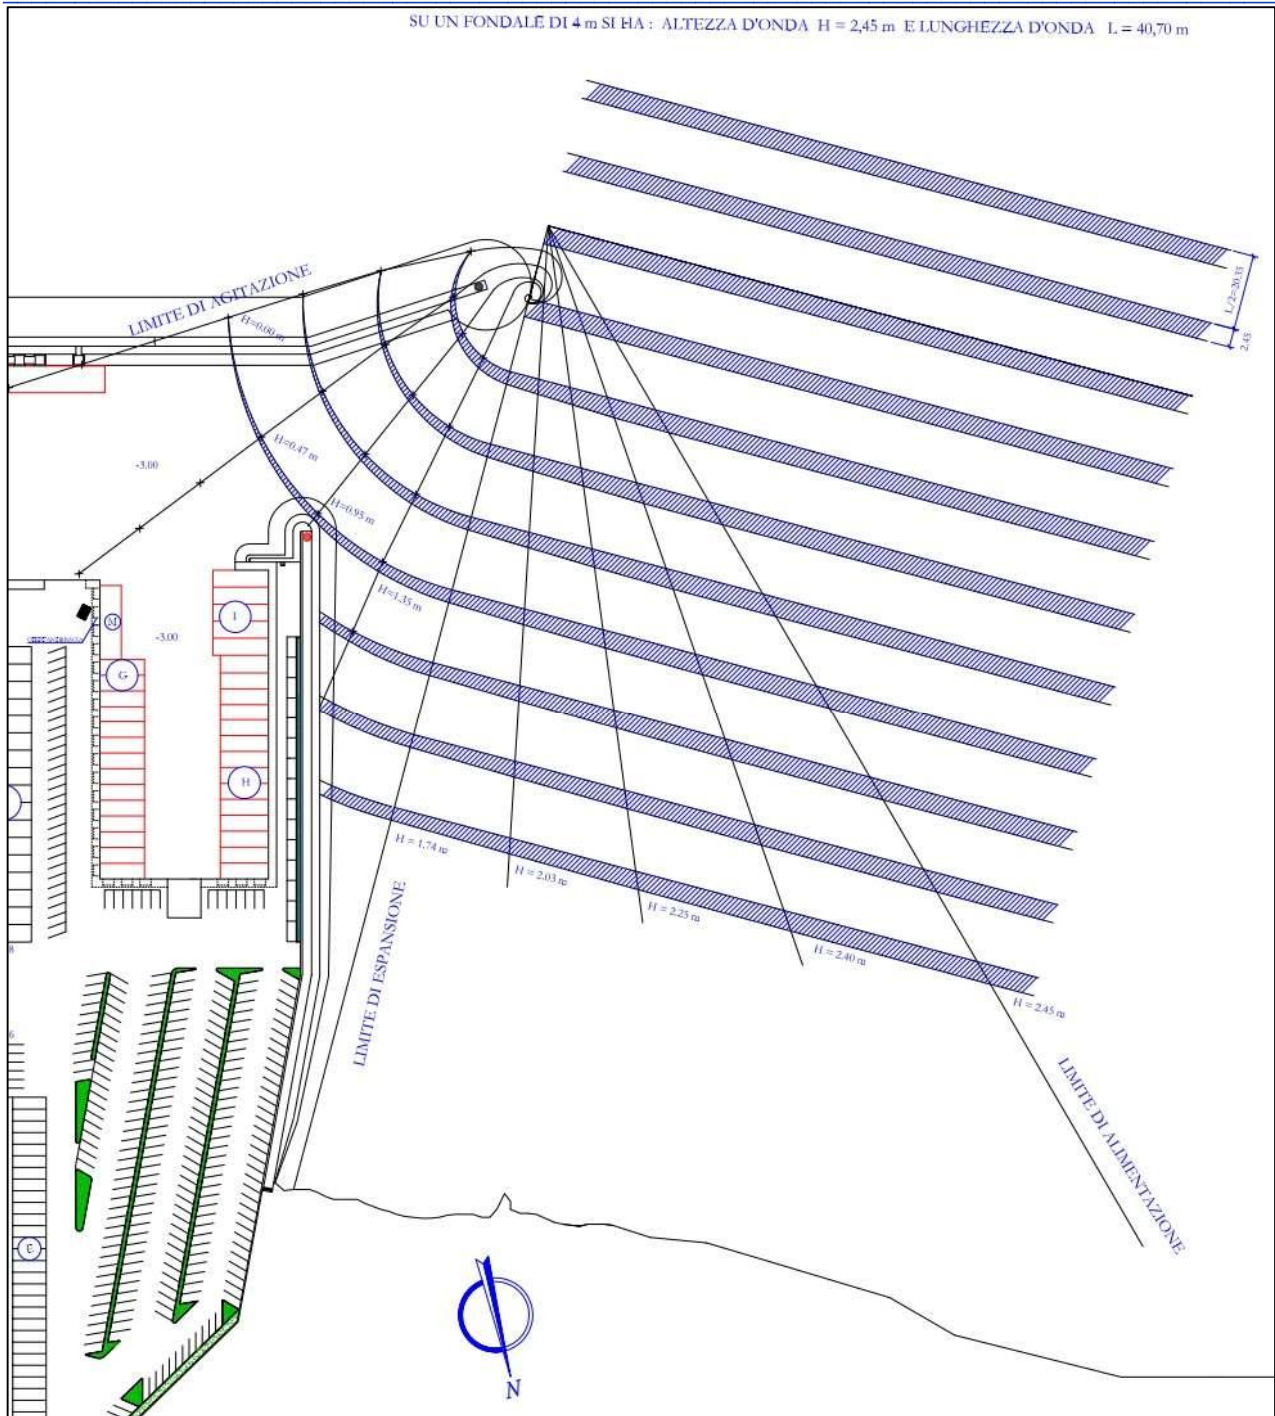 SU UN FONDALE DI 4 m SI HA : ALTEZZA D'ONDA H = 2,45 m E LUNGHEZZA D'ONDA L = 40,70 m
L/2=20.35
2.45
LIMITE DI AGITAZIONE
H=0.00 m
H=0.47 m
-3.00
H=0.95 m
H=1.35 m
I
M
-3.00
G
H
H = 1.74 m
H = 2.03 m
H = 2.25 m
H = 2.40 m
H = 2.45 m
LIMITE DI ESPANSIONE
LIMITE DI ALIMENTAZIONE
8
6
E
N